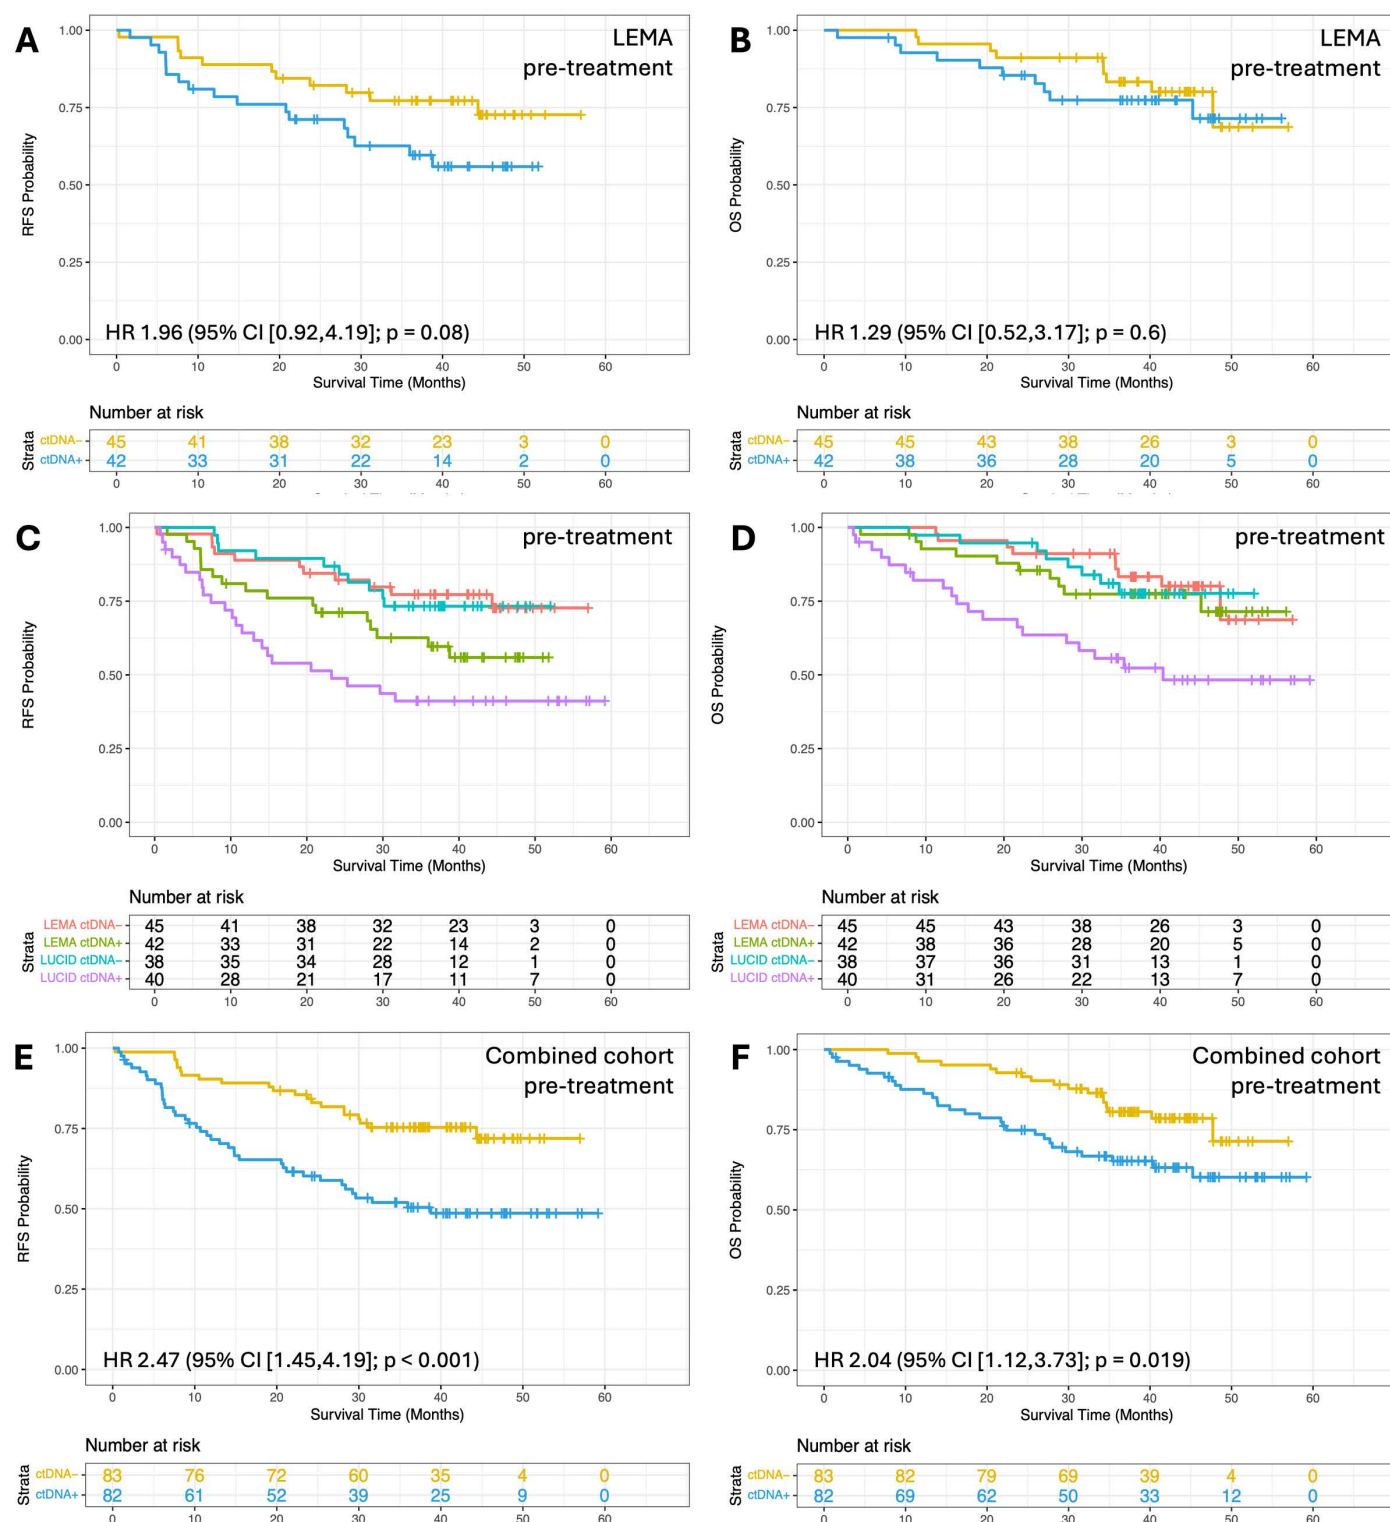 A
LEMA
pre-treatment
1.00
0.75
0.50
0.25
0.00
RFS Probability
HR 1.96 (95% CI [0.92,4.19]; p = 0.08)
0 10 20 30 40 50 60
Survival Time (Months)
Number at risk
Strata
ctDNA− 45 41 38 32 23 3 0
ctDNA+ 42 33 31 22 14 2 0
0 10 20 30 40 50 60
B
LEMA
pre-treatment
1.00
0.75
0.50
0.25
0.00
OS Probability
HR 1.29 (95% CI [0.52,3.17]; p = 0.6)
0 10 20 30 40 50 60
Survival Time (Months)
Number at risk
Strata
ctDNA− 45 45 43 38 26 3 0
ctDNA+ 42 38 36 28 20 5 0
0 10 20 30 40 50 60
C
pre-treatment
1.00
0.75
0.50
0.25
0.00
RFS Probability
0 10 20 30 40 50 60
Survival Time (Months)
Number at risk
Strata
LEMA ctDNA− 45 41 38 32 23 3 0
LEMA ctDNA+ 42 33 31 22 14 2 0
LUCID ctDNA− 38 35 34 28 12 1 0
LUCID ctDNA+ 40 28 21 17 11 7 0
0 10 20 30 40 50 60
D
pre-treatment
1.00
0.75
0.50
0.25
0.00
OS Probability
0 10 20 30 40 50 60
Survival Time (Months)
Number at risk
Strata
LEMA ctDNA− 45 45 43 38 26 3 0
LEMA ctDNA+ 42 38 36 28 20 5 0
LUCID ctDNA− 38 37 36 31 13 1 0
LUCID ctDNA+ 40 31 26 22 13 7 0
0 10 20 30 40 50 60
E
Combined cohort
pre-treatment
1.00
0.75
0.50
0.25
0.00
RFS Probability
HR 2.47 (95% CI [1.45,4.19]; p < 0.001)
0 10 20 30 40 50 60
Survival Time (Months)
Number at risk
Strata
ctDNA− 83 76 72 60 35 4 0
ctDNA+ 82 61 52 39 25 9 0
0 10 20 30 40 50 60
F
Combined cohort
pre-treatment
1.00
0.75
0.50
0.25
0.00
OS Probability
HR 2.04 (95% CI [1.12,3.73]; p = 0.019)
0 10 20 30 40 50 60
Survival Time (Months)
Number at risk
Strata
ctDNA− 83 82 79 69 39 4 0
ctDNA+ 82 69 62 50 33 12 0
0 10 20 30 40 50 60